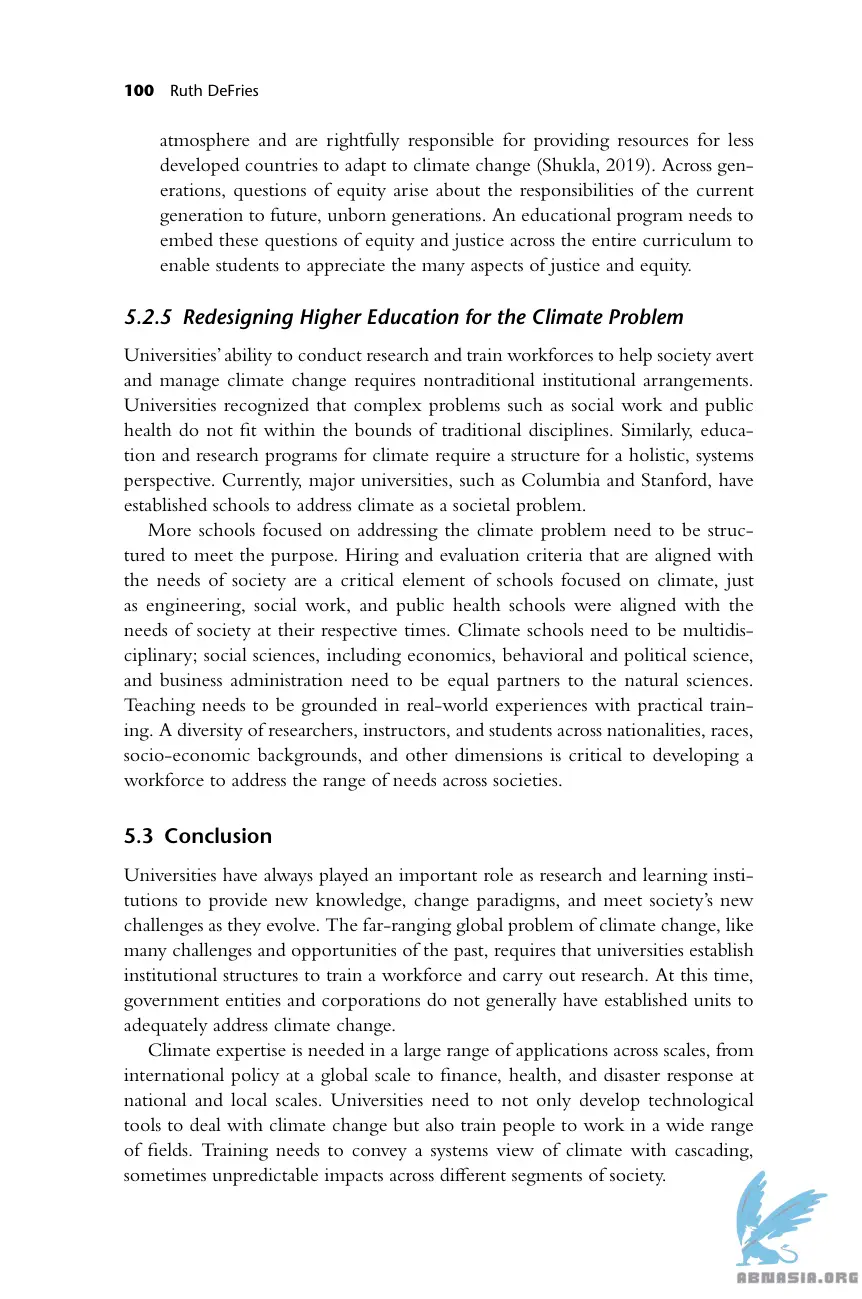 100 Ruth DeFries
atmosphere and are rightfully responsible for providing resources for less
developed countries to adapt to climate change (Shukla, 2019). Across gen-
erations, questions of equity arise about the responsibilities of the current
generation to future, unborn generations. An educational program needs to
embed these questions of equity and justice across the entire curriculum to
enable students to appreciate the many aspects of justice and equity.
5.2.5 Redesigning Higher Education for the Climate Problem
Universities’ ability to conduct research and train workforces to help society avert
and manage climate change requires nontraditional institutional arrangements.
Universities recognized that complex problems such as social work and public
health do not fit within the bounds of traditional disciplines. Similarly, educa-
tion and research programs for climate require a structure for a holistic, systems
perspective. Currently, major universities, such as Columbia and Stanford, have
established schools to address climate as a societal problem.
More schools focused on addressing the climate problem need to be struc-
tured to meet the purpose. Hiring and evaluation criteria that are aligned with
the needs of society are a critical element of schools focused on climate, just
as engineering, social work, and public health schools were aligned with the
needs of society at their respective times. Climate schools need to be multidis-
ciplinary; social sciences, including economics, behavioral and political science,
and business administration need to be equal partners to the natural sciences.
Teaching needs to be grounded in real-world experiences with practical train-
ing. A diversity of researchers, instructors, and students across nationalities, races,
socio-economic backgrounds, and other dimensions is critical to developing a
workforce to address the range of needs across societies.
5.3 Conclusion
Universities have always played an important role as research and learning insti-
tutions to provide new knowledge, change paradigms, and meet society’s new
challenges as they evolve. The far-ranging global problem of climate change, like
many challenges and opportunities of the past, requires that universities establish
institutional structures to train a workforce and carry out research. At this time,
government entities and corporations do not generally have established units to
adequately address climate change.
Climate expertise is needed in a large range of applications across scales, from
international policy at a global scale to finance, health, and disaster response at
national and local scales. Universities need to not only develop technological
tools to deal with climate change but also train people to work in a wide range
of fields. Training needs to convey a systems view of climate with cascading,
sometimes unpredictable impacts across different segments of society.
ABNASIA.ORG